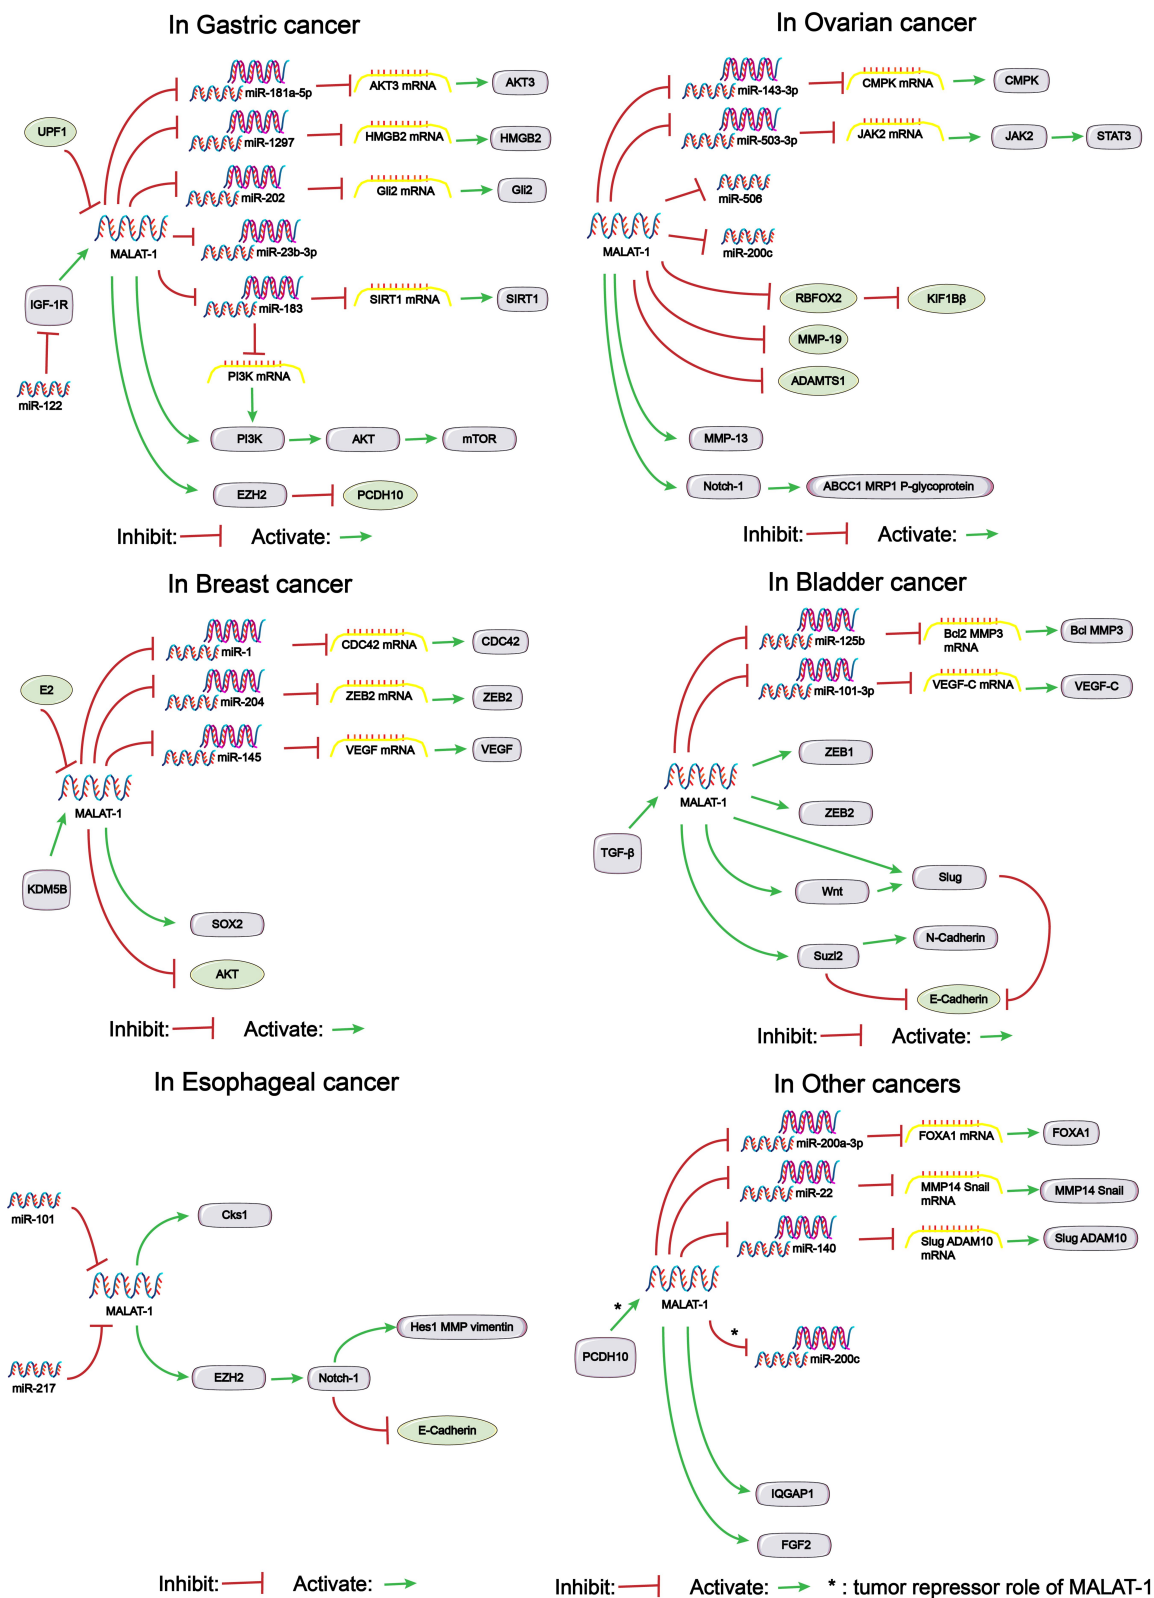 In Gastric cancer
miR-181a-5p
AKT3 mRNA
AKT3
UPF1
miR-1297
HMGB2 mRNA
HMGB2
miR-202
Gli2 mRNA
Gli2
MALAT-1
miR-23b-3p
IGF-1R
miR-183
SIRT1 mRNA
SIRT1
miR-122
PI3K mRNA
PI3K
AKT
mTOR
EZH2
PCDH10
Inhibit:
Activate:
In Ovarian cancer
miR-143-3p
CMPK mRNA
CMPK
miR-503-3p
JAK2 mRNA
JAK2
STAT3
miR-506
MALAT-1
miR-200c
RBFOX2
KIF1Bβ
MMP-19
ADAMTS1
MMP-13
Notch-1
ABCC1 MRP1 P-glycoprotein
Inhibit:
Activate:
In Breast cancer
miR-1
CDC42 mRNA
CDC42
E2
miR-204
ZEB2 mRNA
ZEB2
miR-145
VEGF mRNA
VEGF
MALAT-1
KDM5B
SOX2
AKT
Inhibit:
Activate:
In Bladder cancer
miR-125b
Bcl2 MMP3
mRNA
Bcl MMP3
miR-101-3p
VEGF-C mRNA
VEGF-C
ZEB1
MALAT-1
ZEB2
TGF-β
Wnt
Slug
N-Cadherin
Suzl2
E-Cadherin
Inhibit:
Activate:
In Esophageal cancer
miR-101
Cks1
MALAT-1
Hes1 MMP vimentin
miR-217
EZH2
Notch-1
E-Cadherin
Inhibit:
Activate:
In Other cancers
miR-200a-3p
FOXA1 mRNA
FOXA1
miR-22
MMP14 Snail
mRNA
MMP14 Snail
miR-140
Slug ADAM10
mRNA
Slug ADAM10
MALAT-1
*
*
PCDH10
miR-200c
IQGAP1
FGF2
Inhibit:
Activate:
* : tumor repressor role of MALAT-1